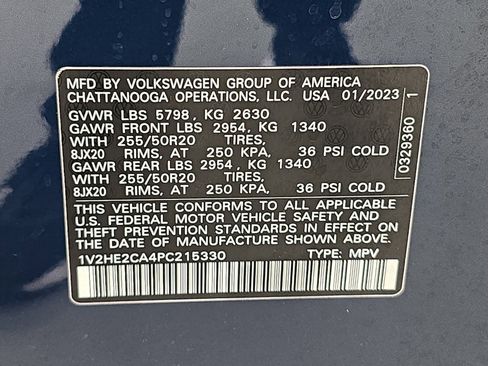 MFD BY VOLKSWAGEN GROUP OF AMERICA
CHATTANOOGA OPERATIONS, LLC. USA 01/2023
GVWR LBS 5798, KG 2630
GAWR FRONT LBS 2954, KG 1340
WITH 255/50R20 TIRES,
8JX20 RIMS, AT 250 KPA, 36 PSI COLD
GAWR REAR LBS 2954, KG 1340
WITH 255/50R20 TIRES,
8JX20 RIMS, AT 250 KPA, 36 PSI COLD
THIS VEHICLE CONFORMS TO ALL APPLICABLE
U.S. FEDERAL MOTOR VEHICLE SAFETY AND
THEFT PREVENTION STANDARDS IN EFFECT ON
THE DATE OF MANUFACTURE SHOWN ABOVE.
1V2HE2CA4PC215330 TYPE: MPV
0329360 1